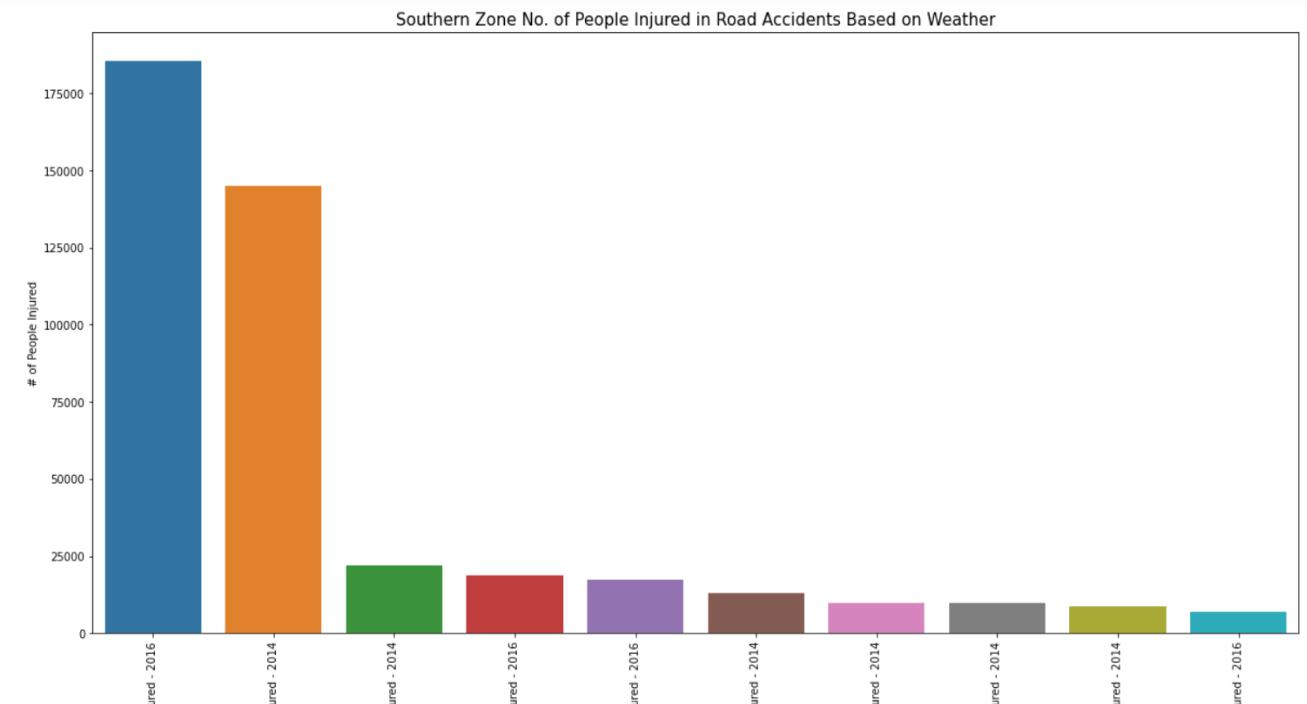 Southern Zone No. of People Injured in Road Accidents Based on Weather
# of People Injured
175000
150000
125000
100000
75000
50000
25000
0
ured - 2016
ured - 2014
ured - 2014
ured - 2016
ured - 2016
ured - 2014
ured - 2014
ured - 2014
ured - 2014
ured - 2016